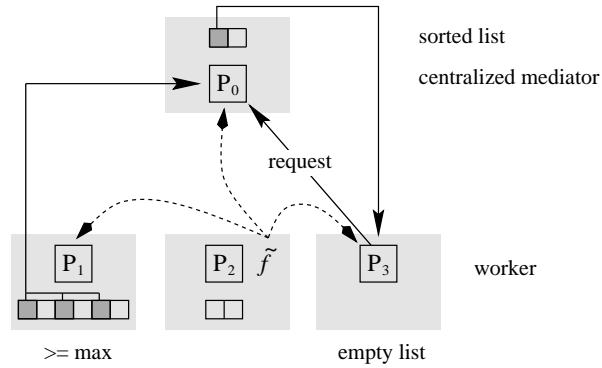 sorted list
centralized mediator
P₀
request
P₁
P₂
f̃
P₃
worker
>= max
empty list